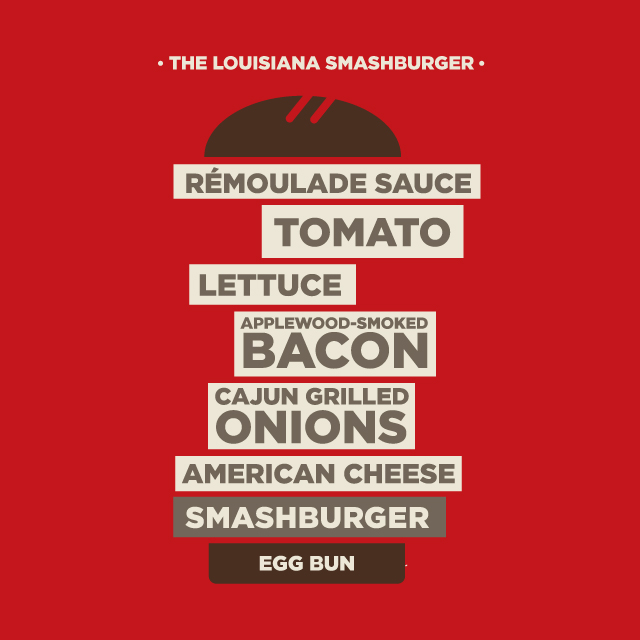 • THE LOUISIANA SMASHBURGER •
RÉMOULADE SAUCE
TOMATO
LETTUCE
APPLEWOOD-SMOKED
BACON
CAJUN GRILLED
ONIONS
AMERICAN CHEESE
SMASHBURGER
EGG BUN